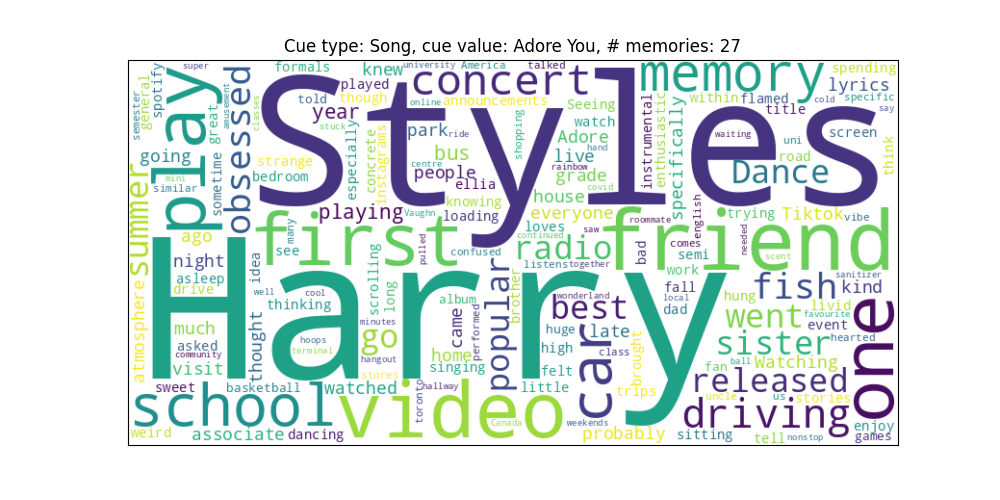 Cue type: Song, cue value: Adore You, # memories: 27
semester
general
spotify
super
play
sometime
great
amusement
obsessed
classes
formals
told
year
strange
bedroom
Styles
played
though
knew
university
America
talked
concert
announcements
especially
concrete
instagrams
park
ride
bus
people
ellia
knowing
loading
shopping
Seeing
watch
Adore
live
centre
rainbow
grade
hand
covid
house
everyone
memory
instrumental
enthusiastic
specifically
within
flamed
title
spending
lyrics
specific
cold
say
screen
waiting
uni
road
think
Dance
going
mini
similar
summer
atmosphere
ago
night
asleep
drive
much
asked
community
visit
sweet
Harry
first
playing
Vaughn
see
many
idea
well
cool
thinking
hoops
terminal
thought
minutes
scrolling
long
go
pulled
confused
album
came
performed
home
singing
hangout
stores
watched
hallway
basketball
popular
continued
listens
together
radio
loves
saw
roommate
brother
wonderland
best
huge
late
high
felt
class
little
friend
bad
english
comes
semi
work
needed
trying
Tiktok
vibe
fall
dad
local
hung
scent
fish
sanitizer
kind
livid
favourite
went
event
hearted
sister
fan
ball
Watching
released
uncle
us
stories
driving
one
enjoy
games
tell
nonstop
sitting
brought
trips
probably
weekends
car
school
video
toronto
Canada
weird
associate
dancing